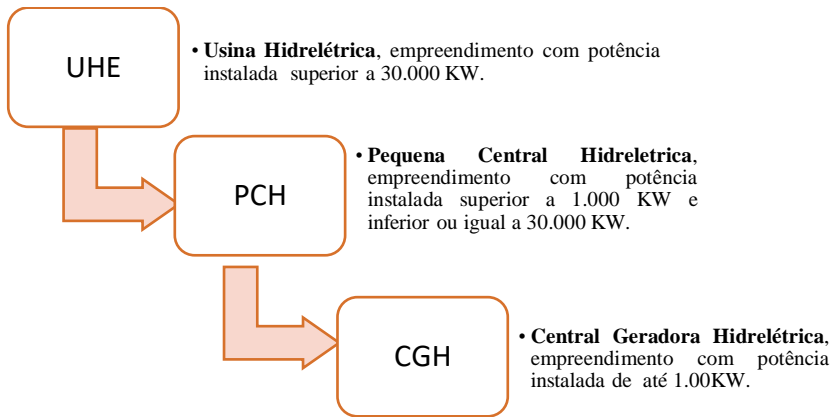 UHE
• Usina Hidrelétrica, empreendimento com potência
instalada superior a 30.000 KW.
PCH
• Pequena Central Hidreletrica,
empreendimento com potência
instalada superior a 1.000 KW e
inferior ou igual a 30.000 KW.
CGH
• Central Geradora Hidrelétrica,
empreendimento com potência
instalada de até 1.00KW.